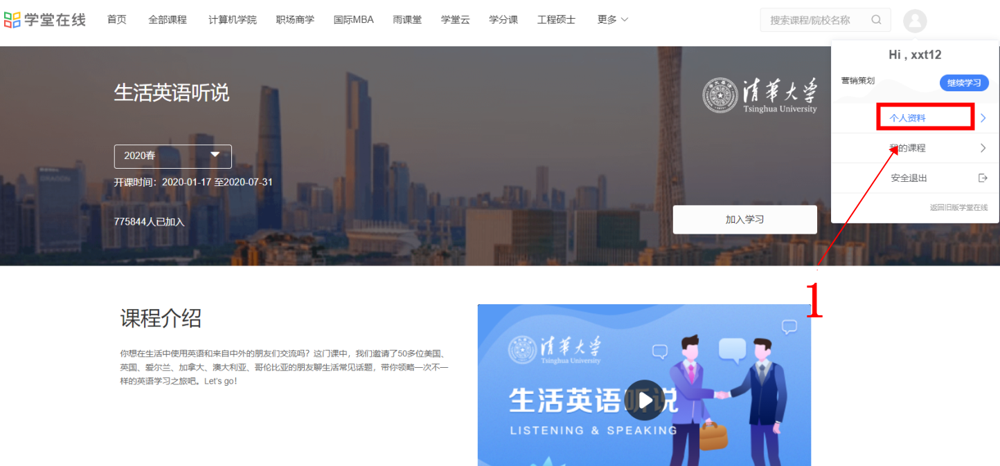 学堂在线 首页 全部课程 计算机学院 职场商学 国际MBA 雨课堂 学堂云 学分课 工程硕士 更多 搜索课程/院校名称
Hi , xxt12
营销策划 继续学习
个人资料
我的课程
安全退出
返回旧版学堂在线
生活英语听说
清华大学
Tsinghua University
2020春
开课时间：2020-01-17 至2020-07-31
775844人已加入
加入学习
1
课程介绍
你想在生活中使用英语和来自中外的朋友们交流吗？这门课中，我们邀请了50多位美国、
英国、爱尔兰、加拿大、澳大利亚、哥伦比亚的朋友聊生活常见话题，带你领略一次不一
样的英语学习之旅吧。Let's go！
清华大学
Tsinghua University
生活英语听说
LISTENING & SPEAKING